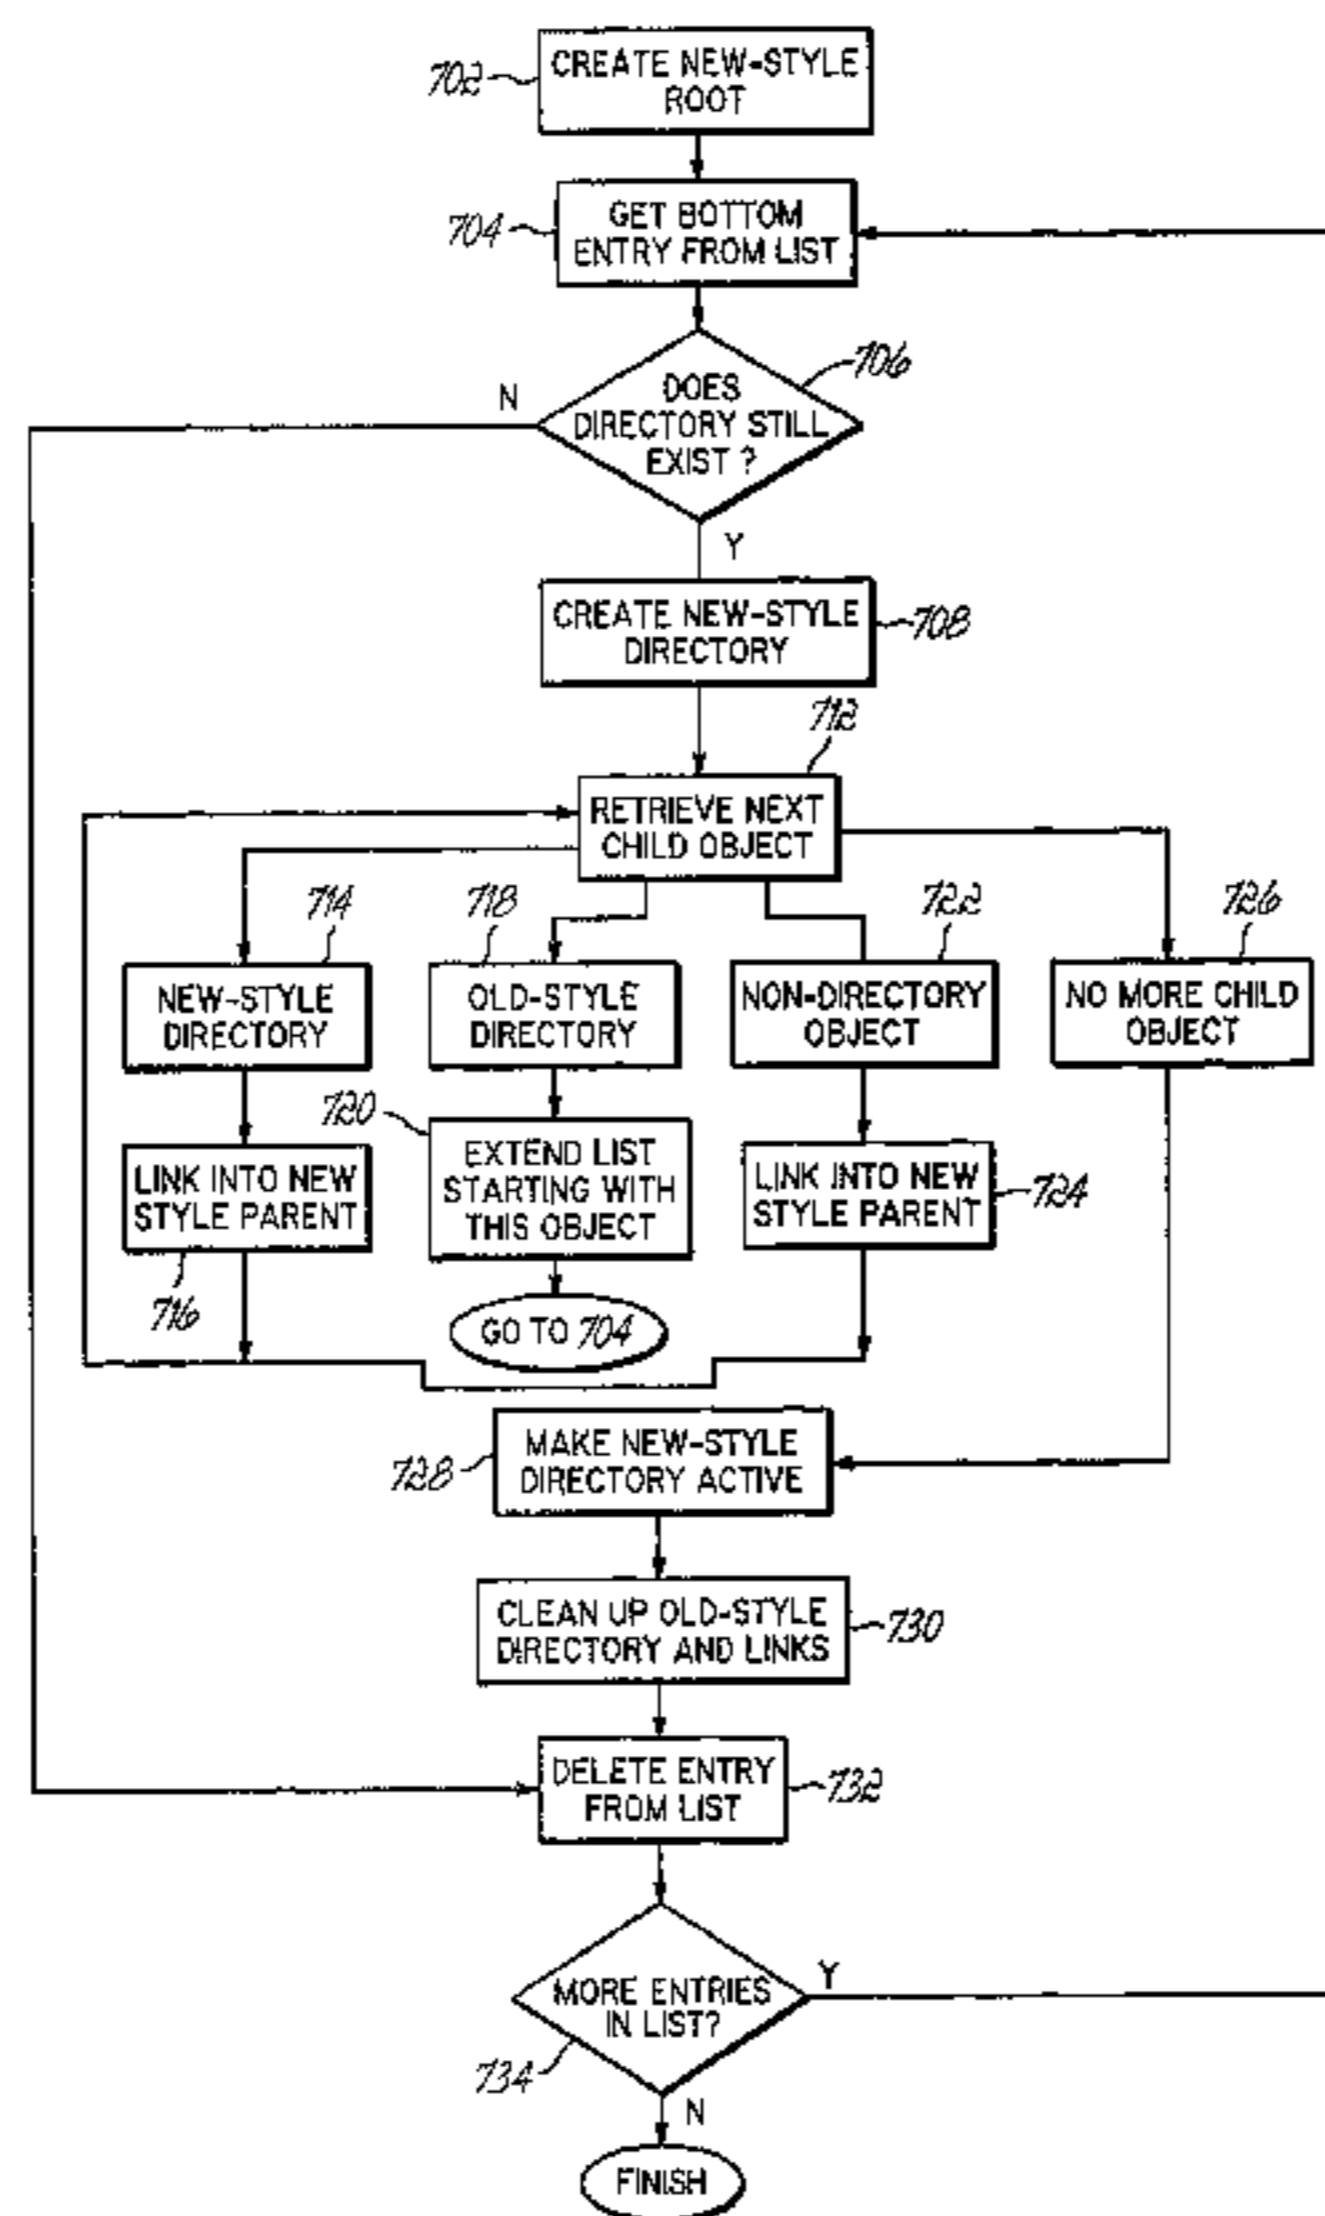 702
CREATE NEW-STYLE
ROOT
704
GET BOTTOM
ENTRY FROM LIST
706
DOES
DIRECTORY STILL
EXIST ?
N
Y
CREATE NEW-STYLE
DIRECTORY
708
712
RETRIEVE NEXT
CHILD OBJECT
714
718
722
726
NEW-STYLE
DIRECTORY
OLD-STYLE
DIRECTORY
NON-DIRECTORY
OBJECT
NO MORE CHILD
OBJECT
720
LINK INTO NEW
STYLE PARENT
716
EXTEND LIST
STARTING WITH
THIS OBJECT
LINK INTO NEW
STYLE PARENT
724
GO TO 704
MAKE NEW-STYLE
DIRECTORY ACTIVE
728
CLEAN UP OLD-STYLE
DIRECTORY AND LINKS
730
DELETE ENTRY
FROM LIST
732
MORE ENTRIES
IN LIST?
Y
734
N
FINISH